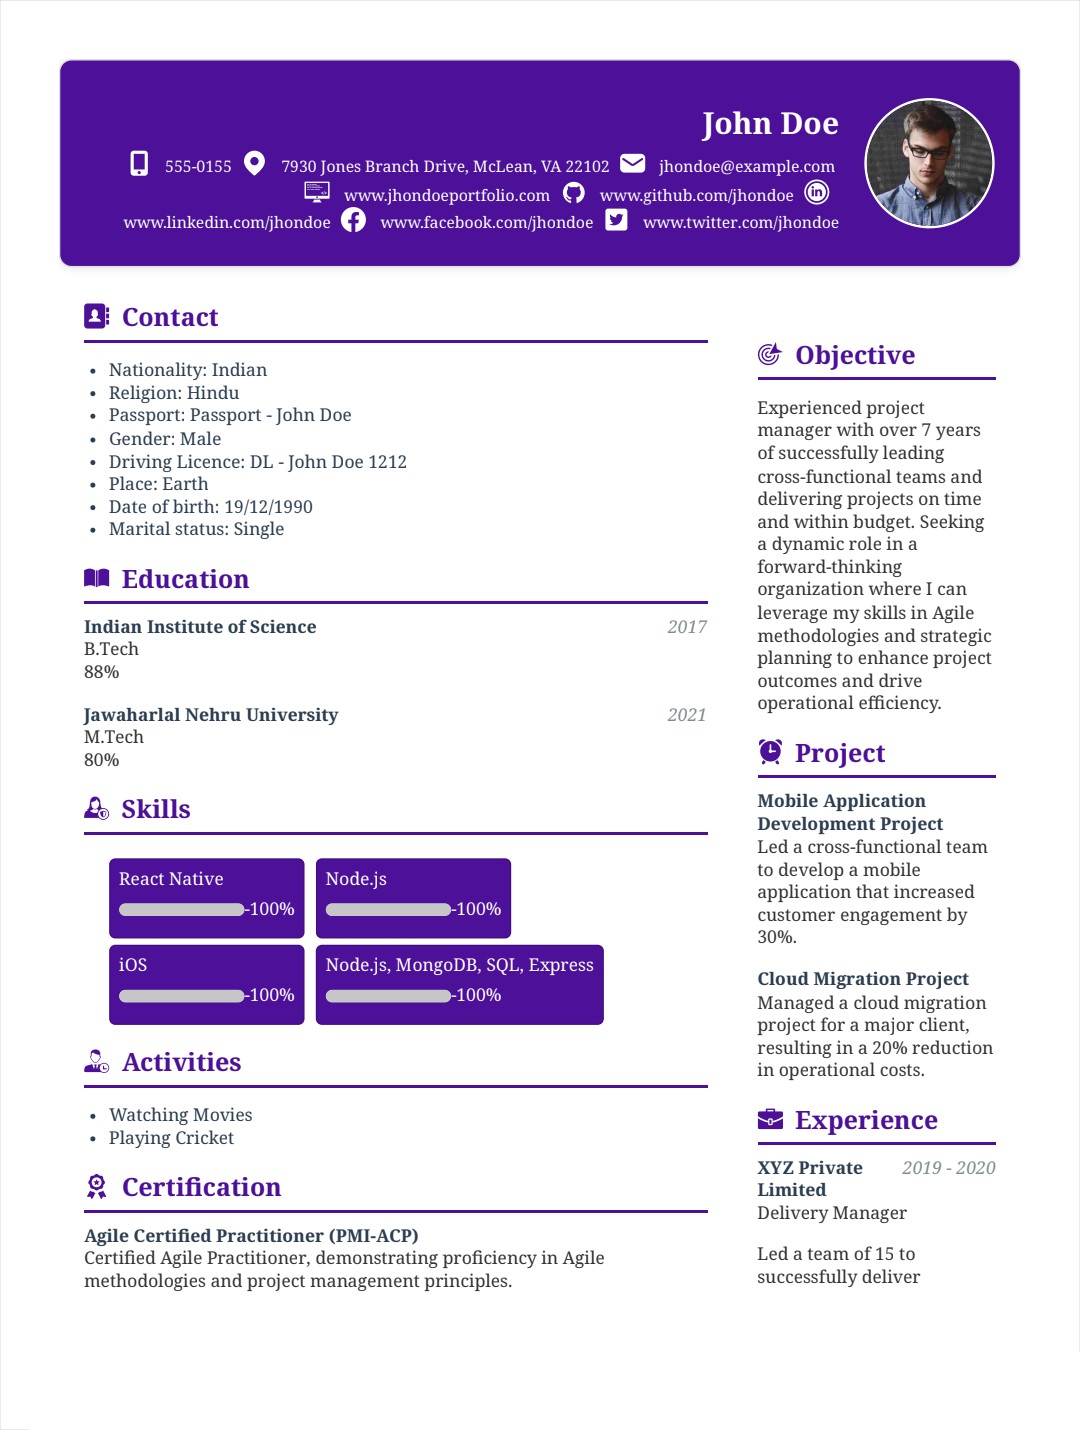 John Doe
555-0155 7930 Jones Branch Drive, McLean, VA 22102 jhondoe@example.com
www.jhondoeportfolio.com www.github.com/jhondoe
www.linkedin.com/jhondoe www.facebook.com/jhondoe www.twitter.com/jhondoe
Contact
Nationality: Indian
Religion: Hindu
Passport: Passport - John Doe
Gender: Male
Driving Licence: DL - John Doe 1212
Place: Earth
Date of birth: 19/12/1990
Marital status: Single
Education
Indian Institute of Science 2017
B.Tech
88%
Jawaharlal Nehru University 2021
M.Tech
80%
Skills
React Native
-100%
Node.js
-100%
iOS
-100%
Node.js, MongoDB, SQL, Express
-100%
Activities
Watching Movies
Playing Cricket
Certification
Agile Certified Practitioner (PMI-ACP)
Certified Agile Practitioner, demonstrating proficiency in Agile
methodologies and project management principles.
Objective
Experienced project
manager with over 7 years
of successfully leading
cross-functional teams and
delivering projects on time
and within budget. Seeking
a dynamic role in a
forward-thinking
organization where I can
leverage my skills in Agile
methodologies and strategic
planning to enhance project
outcomes and drive
operational efficiency.
Project
Mobile Application
Development Project
Led a cross-functional team
to develop a mobile
application that increased
customer engagement by
30%.
Cloud Migration Project
Managed a cloud migration
project for a major client,
resulting in a 20% reduction
in operational costs.
Experience
XYZ Private 2019 - 2020
Limited
Delivery Manager
Led a team of 15 to
successfully deliver